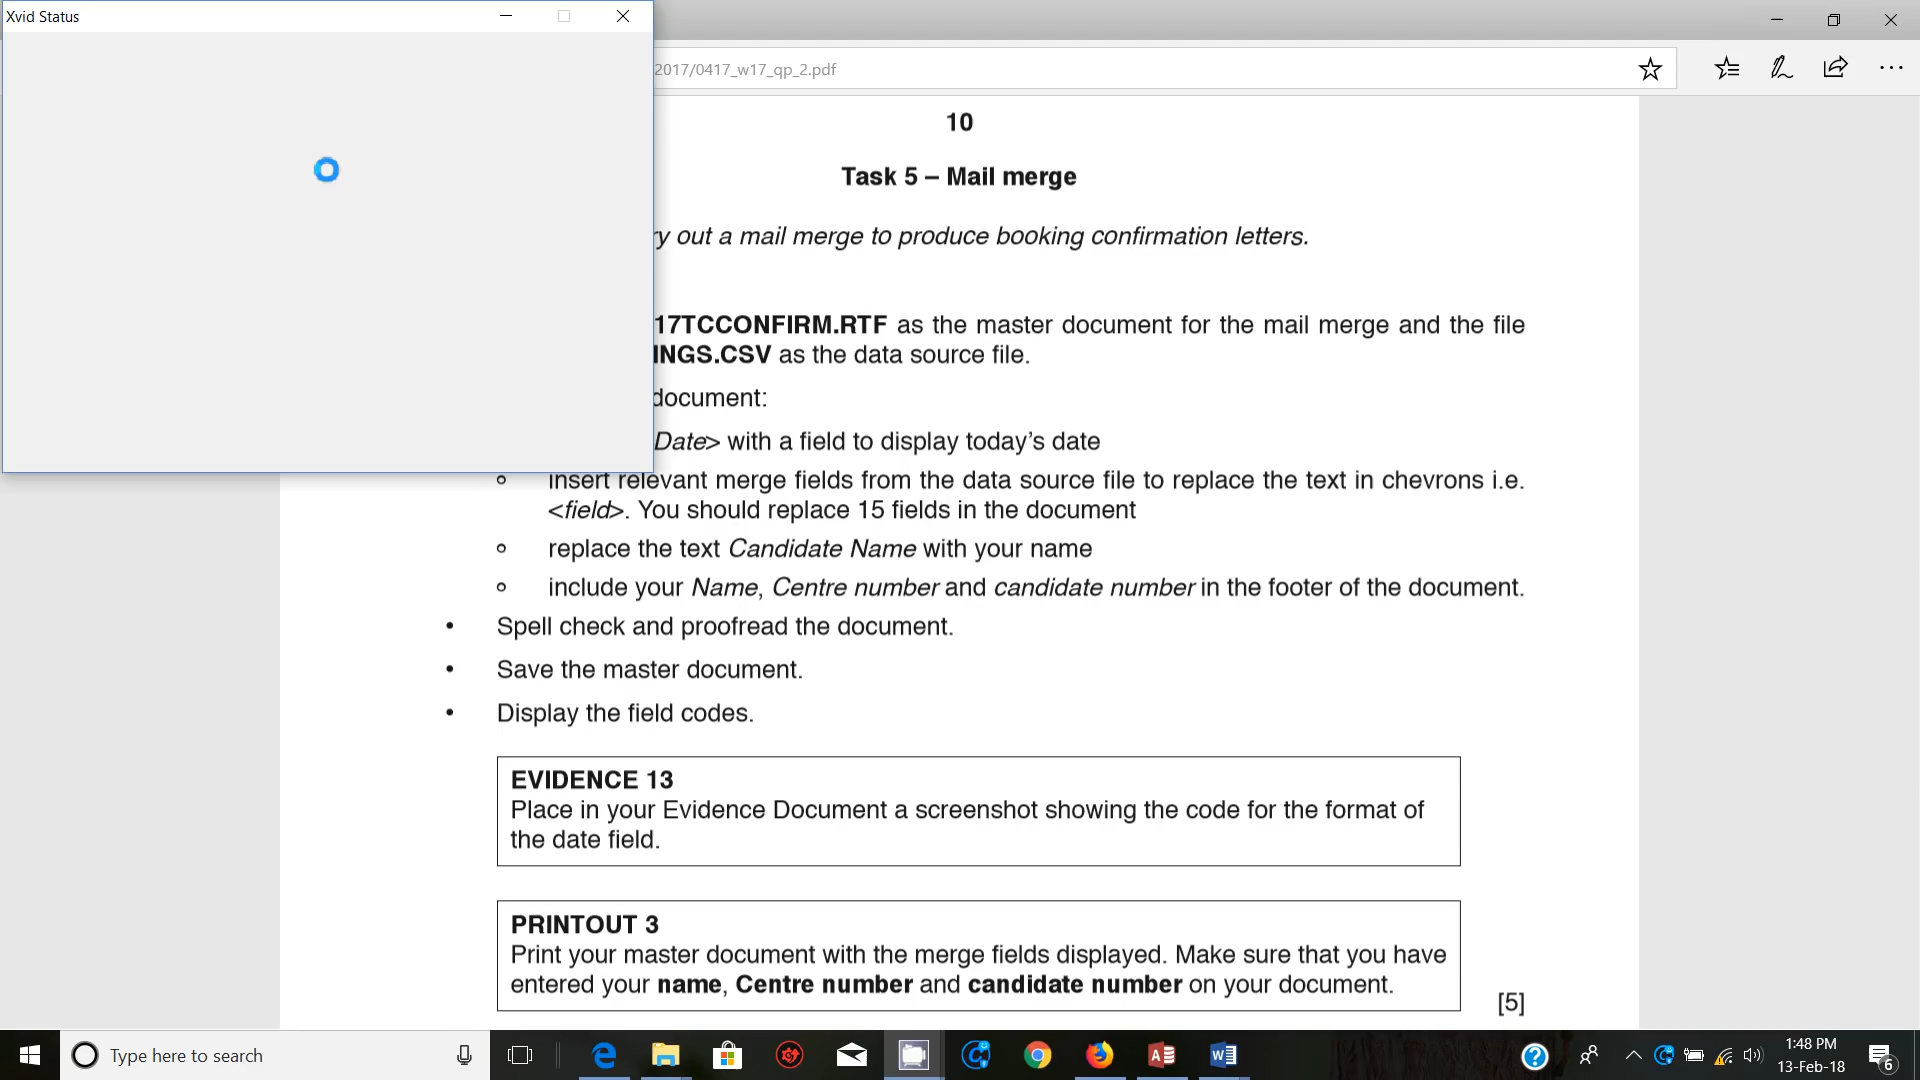 Xvid Status
2017/0417_w17_qp_2.pdf
10
Task 5 – Mail merge
ry out a mail merge to produce booking confirmation letters.
17TCCONFIRM.RTF as the master document for the mail merge and the file
INGS.CSV as the data source file.
document:
Date> with a field to display today's date
insert relevant merge fields from the data source file to replace the text in chevrons i.e.
<field>. You should replace 15 fields in the document
replace the text Candidate Name with your name
include your Name, Centre number and candidate number in the footer of the document.
• Spell check and proofread the document.
• Save the master document.
• Display the field codes.
EVIDENCE 13
Place in your Evidence Document a screenshot showing the code for the format of
the date field.
PRINTOUT 3
Print your master document with the merge fields displayed. Make sure that you have
entered your name, Centre number and candidate number on your document.
[5]
Type here to search
1:48 PM
13-Feb-18
6